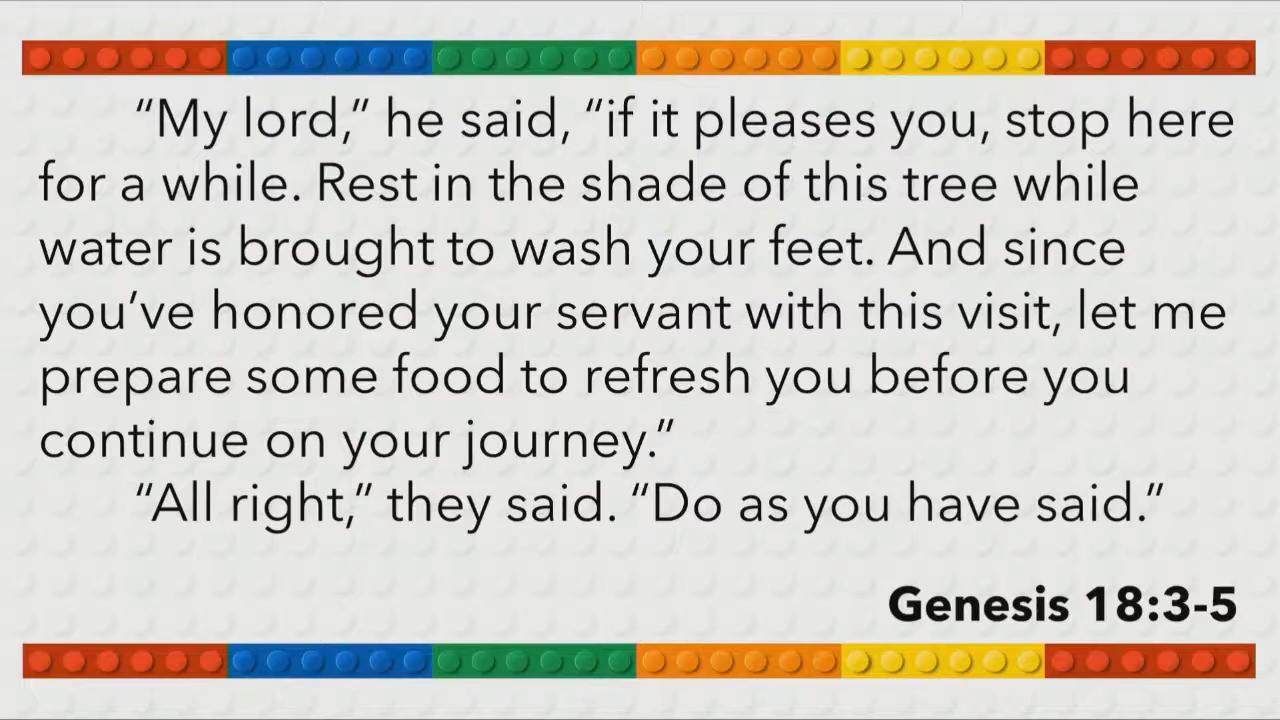 “My lord,” he said, “if it pleases you, stop here
for a while. Rest in the shade of this tree while
water is brought to wash your feet. And since
you’ve honored your servant with this visit, let me
prepare some food to refresh you before you
continue on your journey.”
“All right,” they said. “Do as you have said.”
Genesis 18:3-5